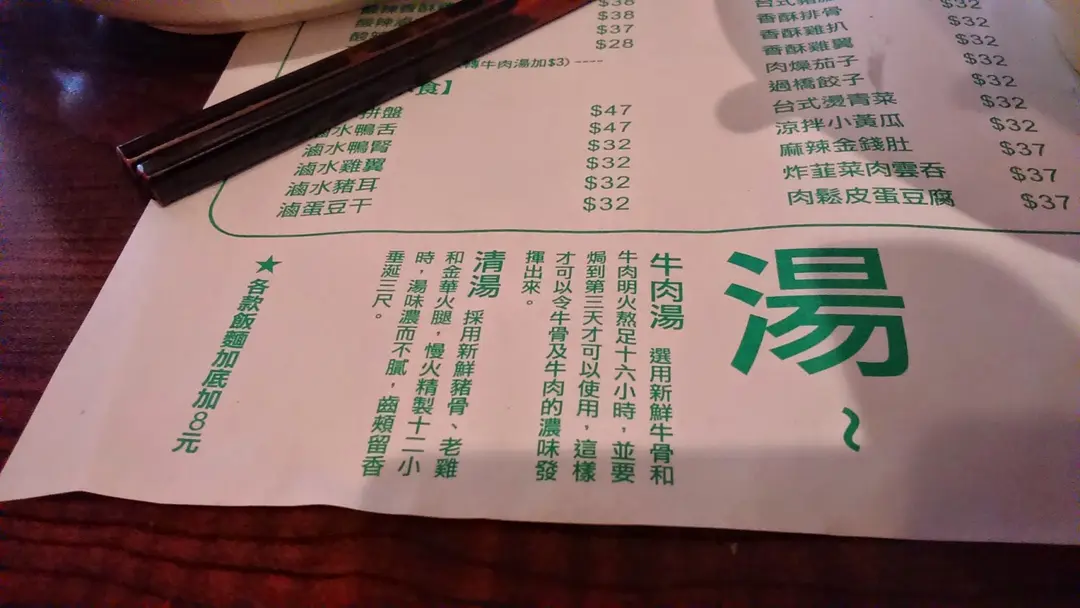 $38
$38
$37
$28
轉牛肉湯加$3) ----
食】
拼盤 $47
滷水鴨舌 $47
滷水鴨腎 $32
滷水雞翼 $32
滷水豬耳 $32
滷蛋豆干 $32
台式
香酥排骨 $32
香酥雞扒 $32
香酥雞翼 $32
肉燥茄子 $32
過橋餃子 $32
台式燙青菜 $32
涼拌小黃瓜 $32
麻辣金錢肚 $37
炸韮菜肉雲吞 $37
肉鬆皮蛋豆腐 $37
湯~
牛肉湯 選用新鮮牛骨和
牛肉明火熬足十六小時，並要
焗到第三天才可以使用，這樣
才可以令牛骨及牛肉的濃味發
揮出來。
清湯 採用新鮮豬骨、老雞
和金華火腿，慢火精製十二小
時，湯味濃而不膩，齒頰留香
垂涎三尺。
★各款飯麵加底加8元